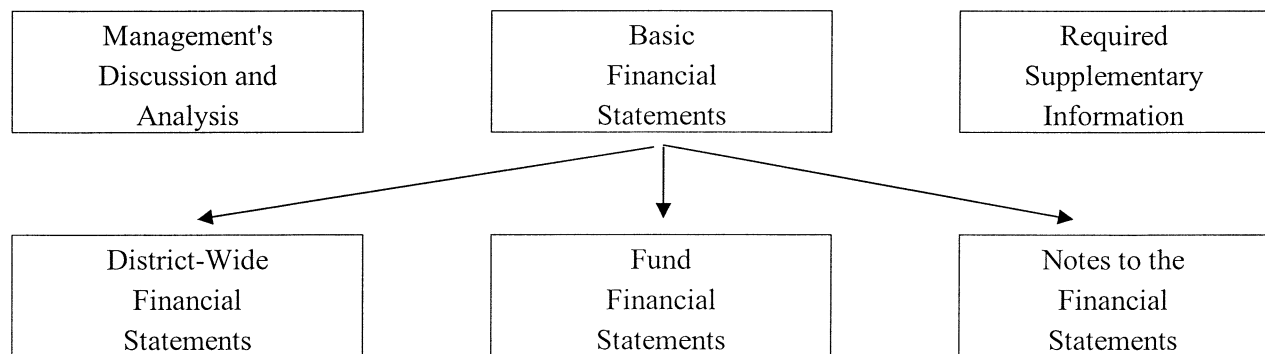 Management's
Discussion and
Analysis
Basic
Financial
Statements
Required
Supplementary
Information
District-Wide
Financial
Statements
Fund
Financial
Statements
Notes to the
Financial
Statements